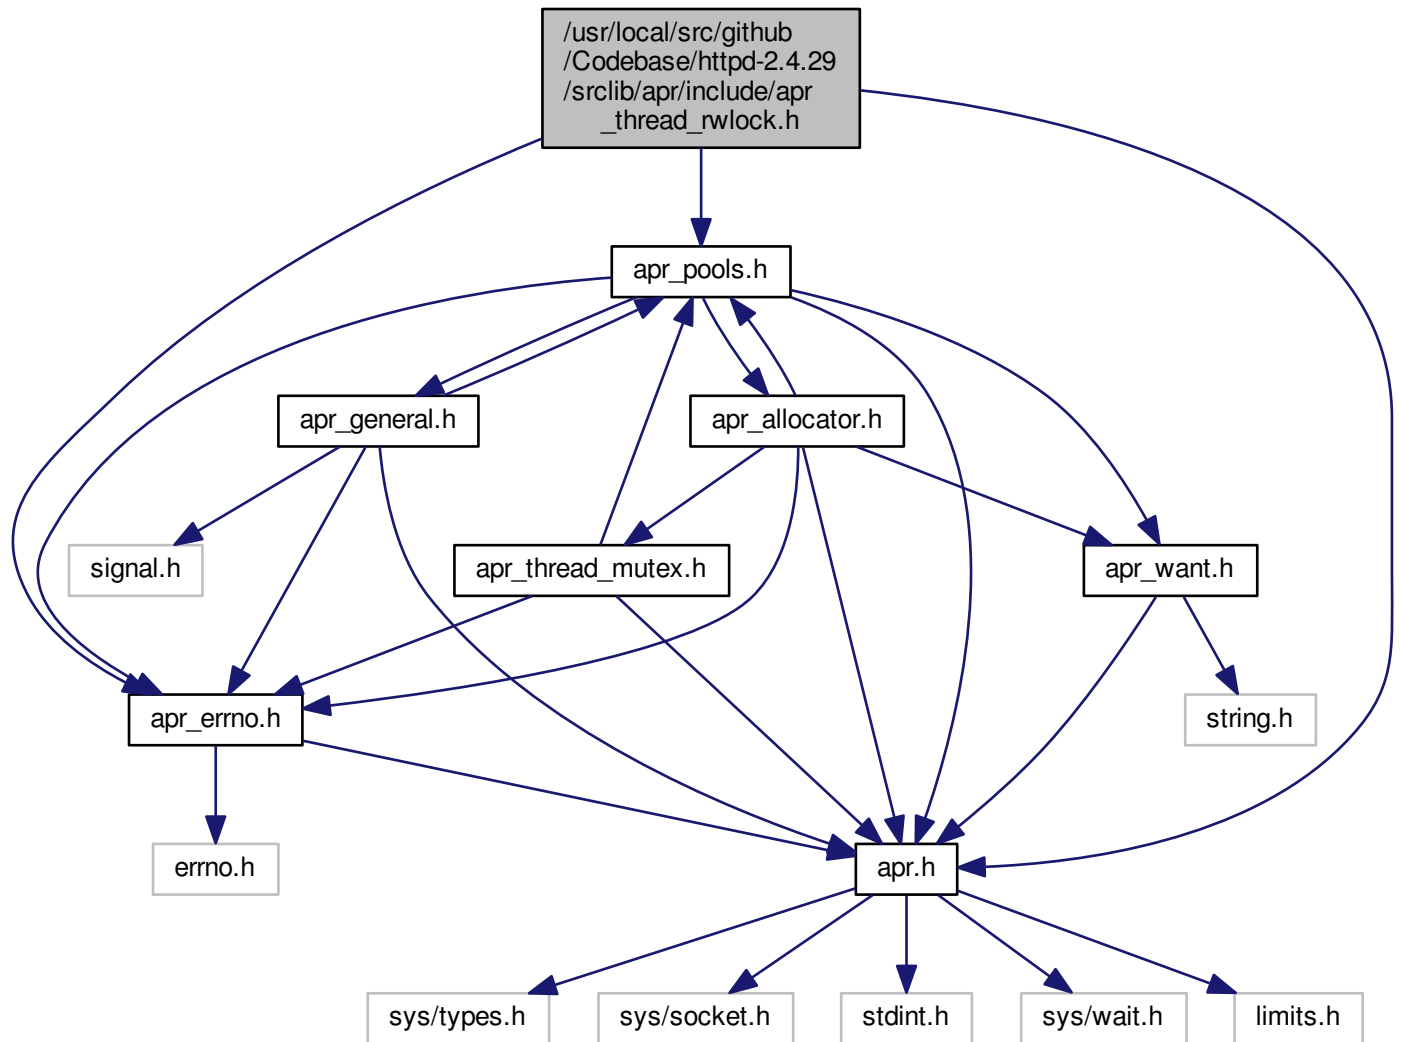 /usr/local/src/github
/Codebase/httpd-2.4.29
/srclib/apr/include/apr
_thread_rwlock.h
apr_pools.h
apr_general.h
apr_allocator.h
signal.h
apr_thread_mutex.h
apr_want.h
apr_errno.h
string.h
errno.h
apr.h
sys/types.h
sys/socket.h
stdint.h
sys/wait.h
limits.h